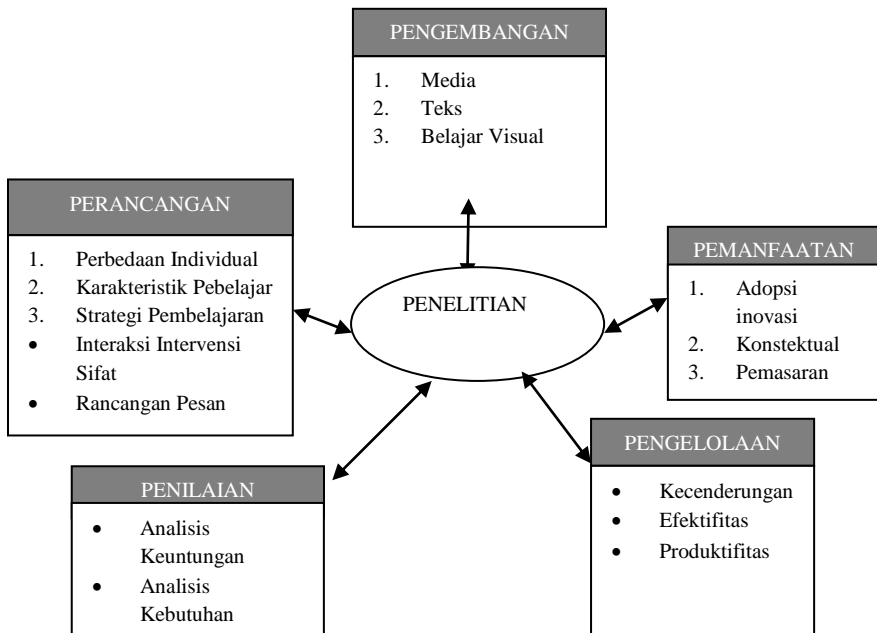 PENGEMBANGAN
1. Media
2. Teks
3. Belajar Visual
PERANCANGAN
1. Perbedaan Individual
2. Karakteristik Pebelajar
3. Strategi Pembelajaran
• Interaksi Intervensi
Sifat
• Rancangan Pesan
PENELITIAN
PEMANFAATAN
1. Adopsi
inovasi
2. Konstektual
3. Pemasaran
PENILAIAN
• Analisis
Keuntungan
• Analisis
Kebutuhan
PENGELOLAAN
• Kecenderungan
• Efektifitas
• Produktifitas